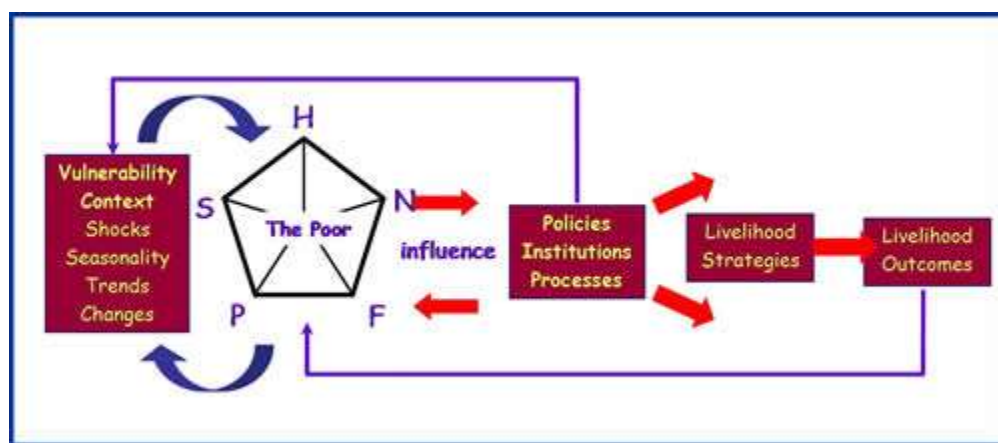 Vulnerability
Context
Shocks
Seasonality
Trends
Changes
H
S
N
The Poor
P
F
influence
Policies
Institutions
Processes
Livelihood
Strategies
Livelihood
Outcomes